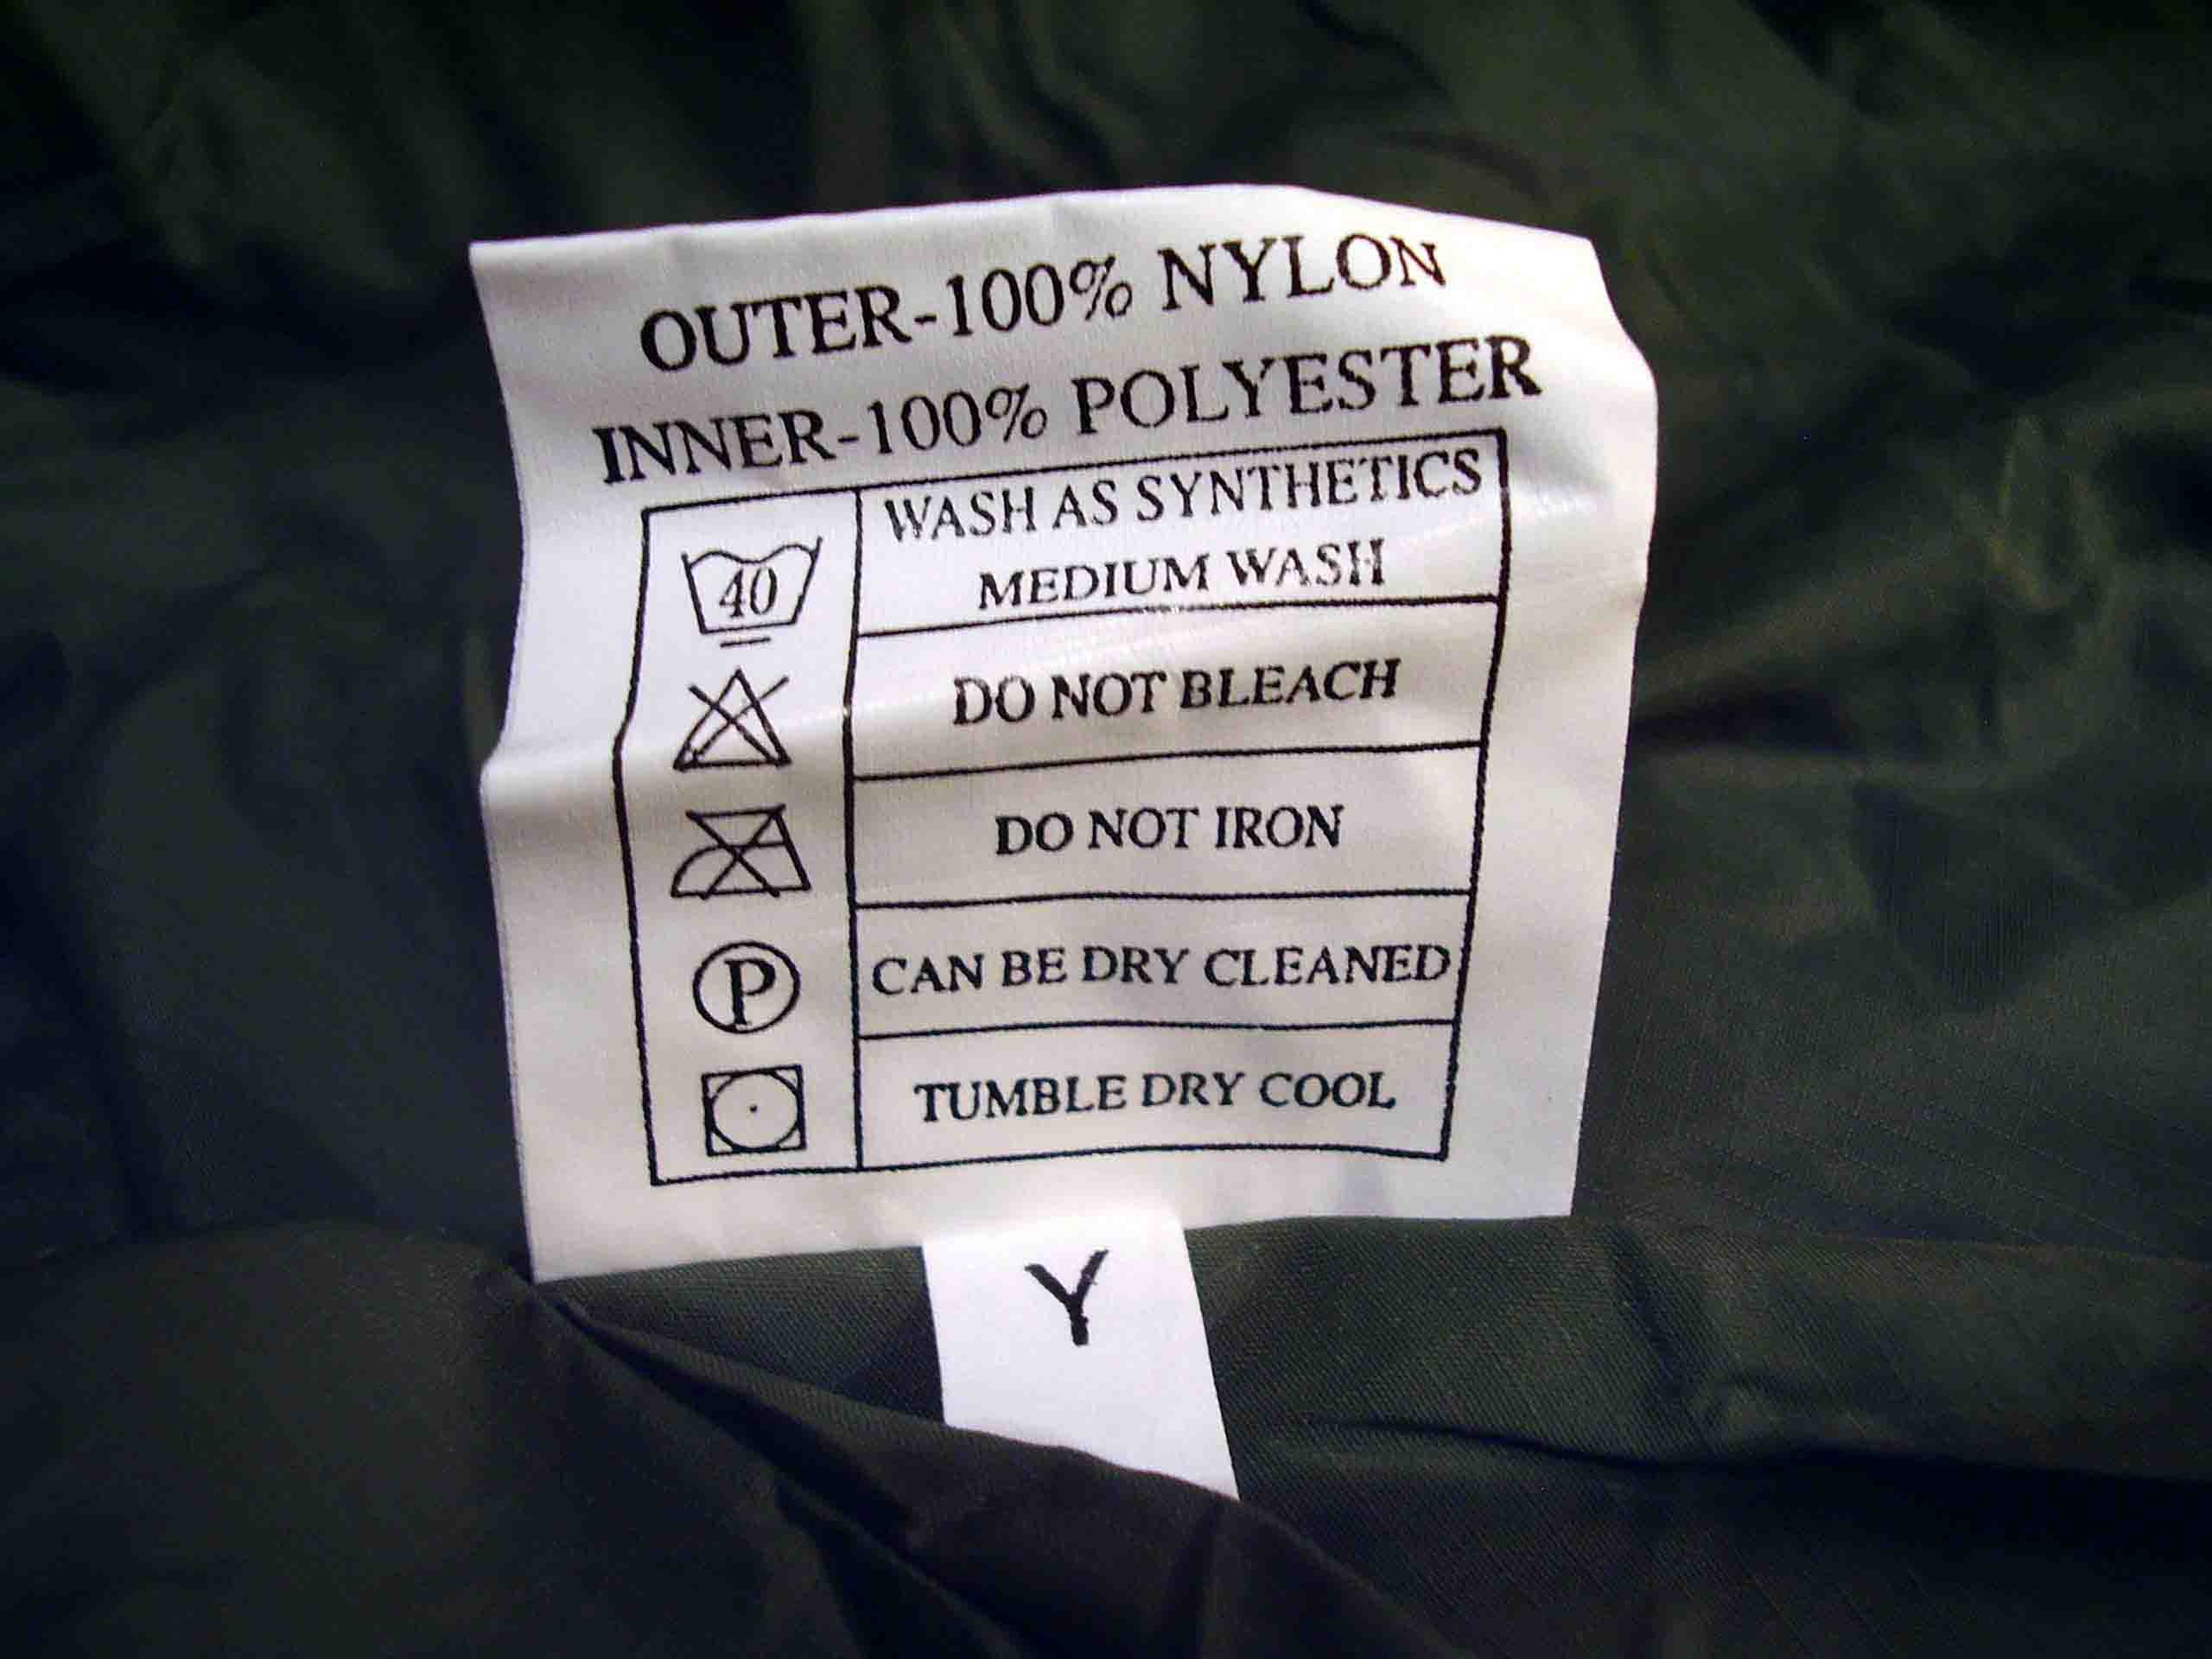 OUTER-100% NYLON
INNER-100% POLYESTER
40
WASH AS SYNTHETICS
MEDIUM WASH
DO NOT BLEACH
DO NOT IRON
P
CAN BE DRY CLEANED
TUMBLE DRY COOL
Y